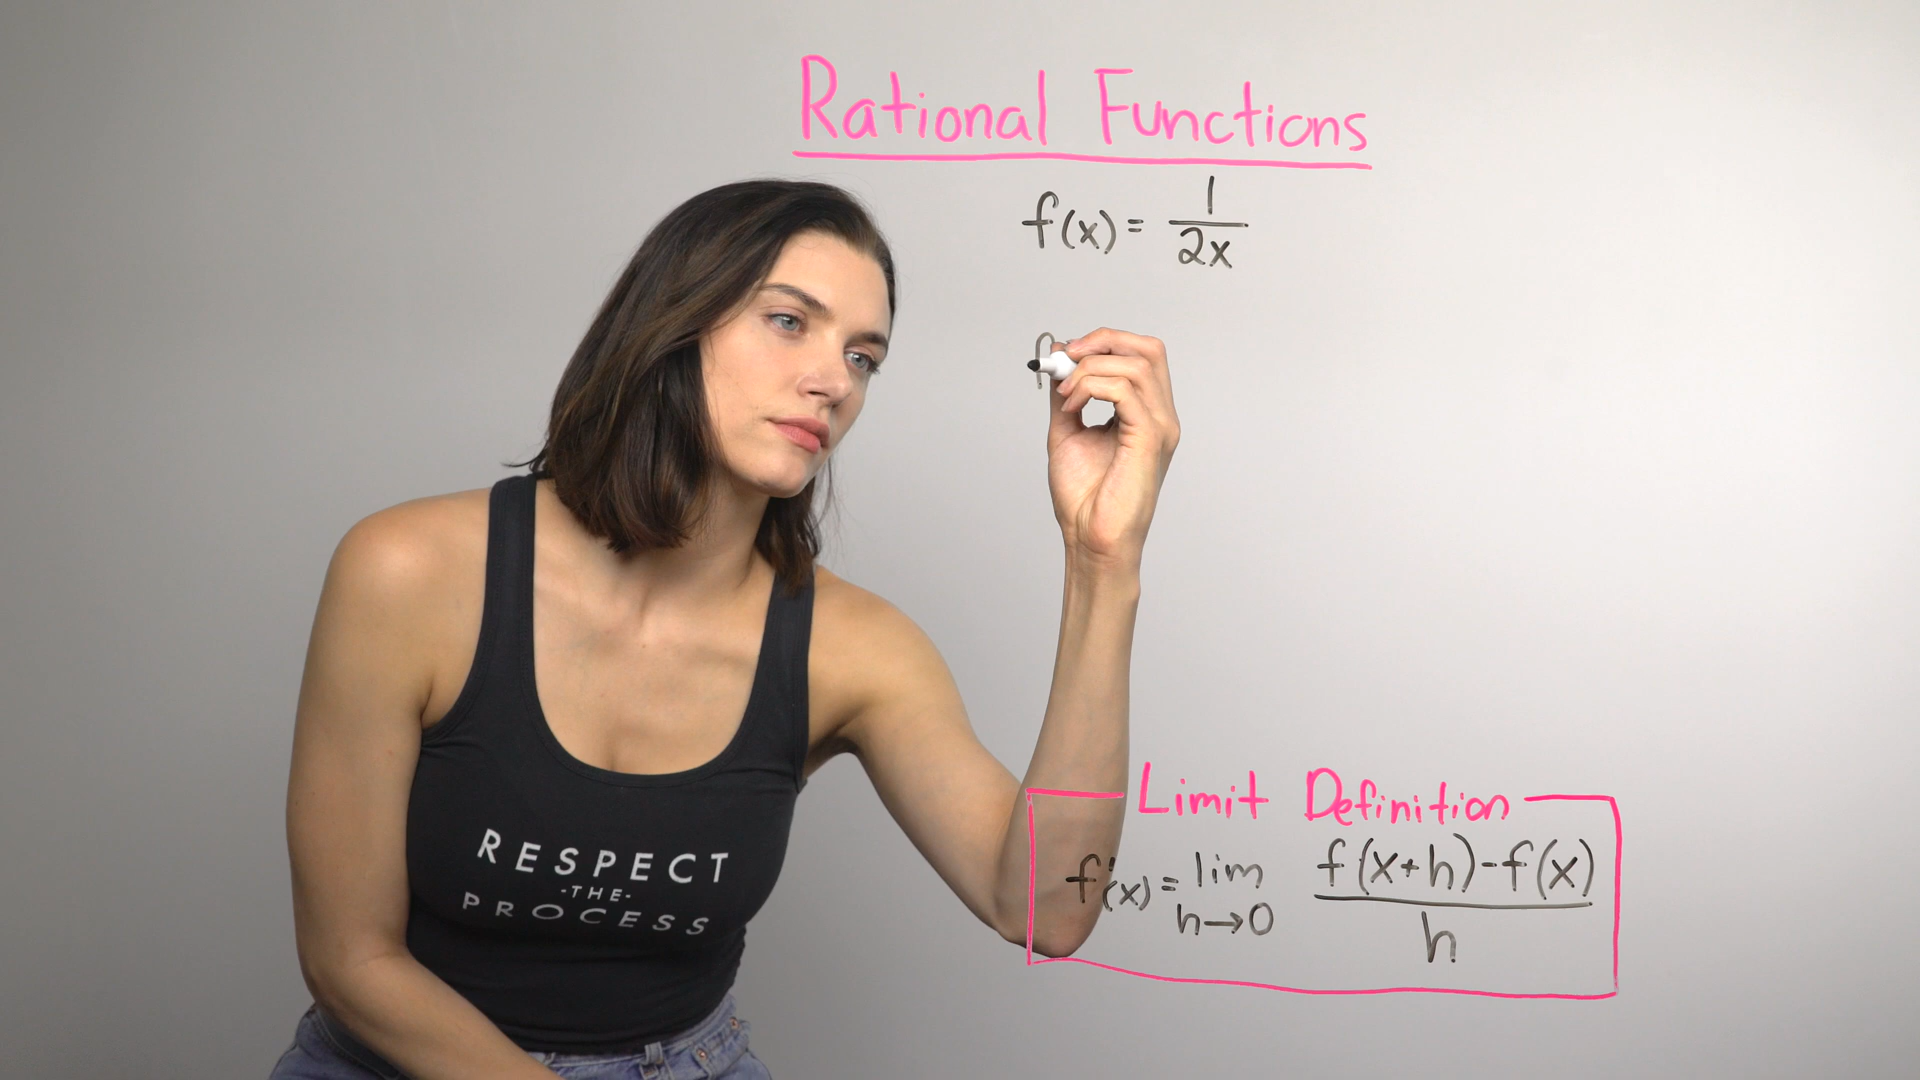 Rational Functions
f(x) = 1/2x
f
RESPECT
-THE-
PROCESS
Limit Definition
f'(x) = lim h→0 f(x+h)-f(x)/h